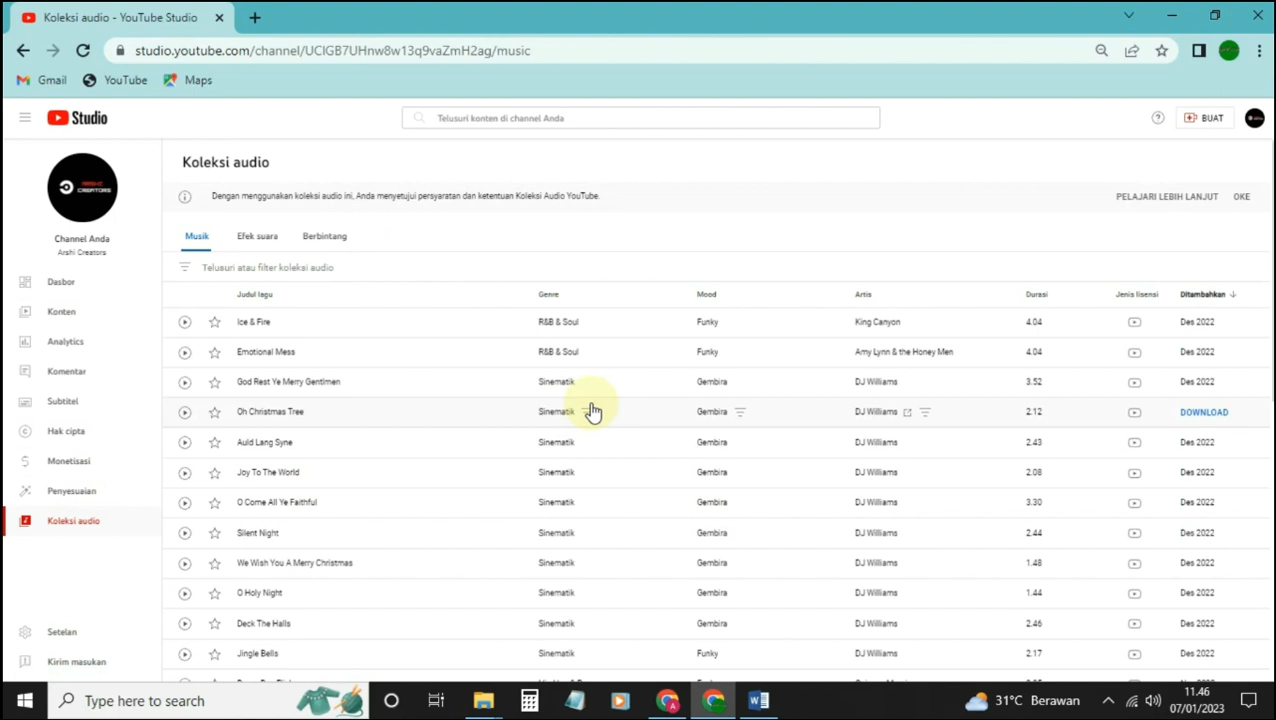 Koleksi audio - YouTube Studio
studio.youtube.com/channel/UClGB7UHnw8w13q9vaZmH2ag/music
Gmail YouTube Maps
Studio
Telusuri konten di channel Anda
BUAT
ARSHI CREATORS
Channel Anda
Arshi Creators
Dasbor
Konten
Analytics
Komentar
Subtitel
Hak cipta
Monetisasi
Penyesuaian
Koleksi audio
Setelan
Kirim masukan
Koleksi audio
Dengan menggunakan koleksi audio ini, Anda menyetujui persyaratan dan ketentuan Koleksi Audio YouTube. PELAJARI LEBIH LANJUT OKE
Musik Efek suara Berbintang
Telusuri atau filter koleksi audio
Judul lagu Genre Mood Artis Durasi Jenis lisensi Ditambahkan
Ice & Fire R&B & Soul Funky King Canyon 4.04 Des 2022
Emotional Mess R&B & Soul Funky Amy Lynn & the Honey Men 4.04 Des 2022
God Rest Ye Merry Gentlmen Sinematik Gembira DJ Williams 3.52 Des 2022
Oh Christmas Tree Sinematik Gembira DJ Williams 2.12 DOWNLOAD
Auld Lang Syne Sinematik Gembira DJ Williams 2.43 Des 2022
Joy To The World Sinematik Gembira DJ Williams 2.08 Des 2022
O Come All Ye Faithful Sinematik Gembira DJ Williams 3.30 Des 2022
Silent Night Sinematik Gembira DJ Williams 2.44 Des 2022
We Wish You A Merry Christmas Sinematik Gembira DJ Williams 1.48 Des 2022
O Holy Night Sinematik Gembira DJ Williams 1.44 Des 2022
Deck The Halls Sinematik Gembira DJ Williams 2.46 Des 2022
Jingle Bells Sinematik Funky DJ Williams 2.17 Des 2022
Type here to search
31°C Berawan
11.46
07/01/2023